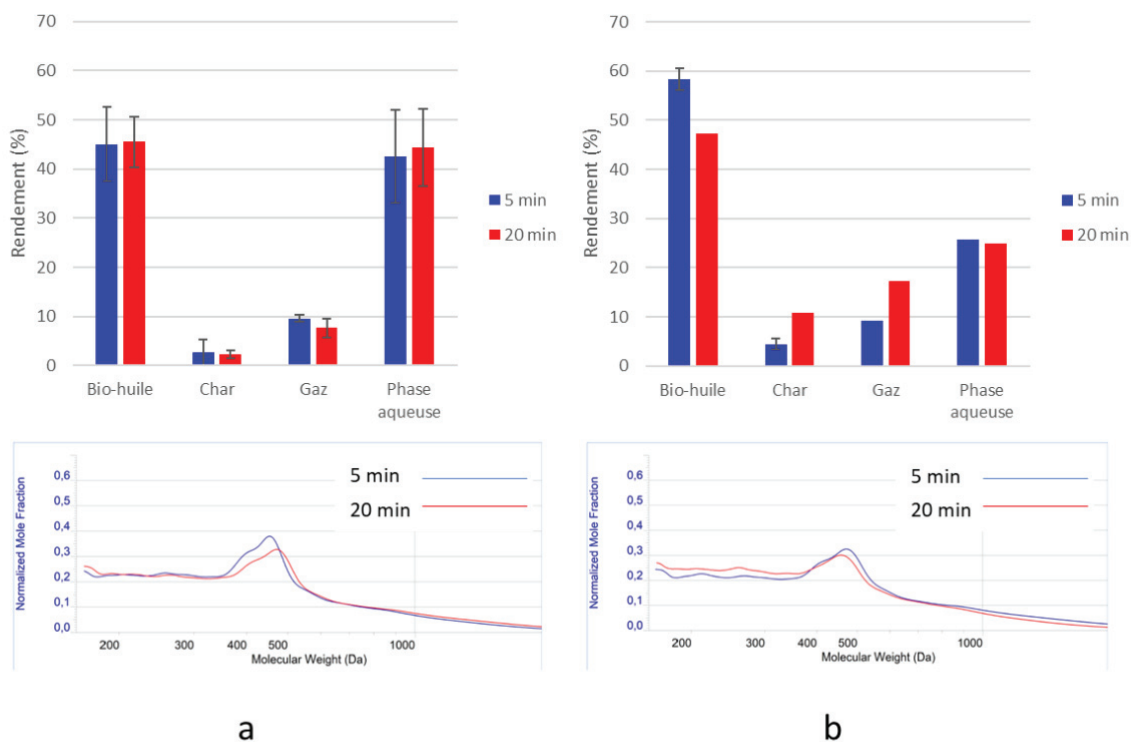 70
60
50
40
30
20
10
0
Rendement (%)
Bio-huile
Char
Gaz
Phase
aqueuse
5 min
20 min
70
60
50
40
30
20
10
0
Rendement (%)
Bio-huile
Char
Gaz
Phase
aqueuse
5 min
20 min
Normalized Mole Fraction
0,6
0,5
0,4
0,3
0,2
0,1
0,0
5 min
20 min
200 300 400 500 1000
Molecular Weight (Da)
Normalized Mole Fraction
0,6
0,5
0,4
0,3
0,2
0,1
0,0
5 min
20 min
200 300 400 500 1000
Molecular Weight (Da)
a
b